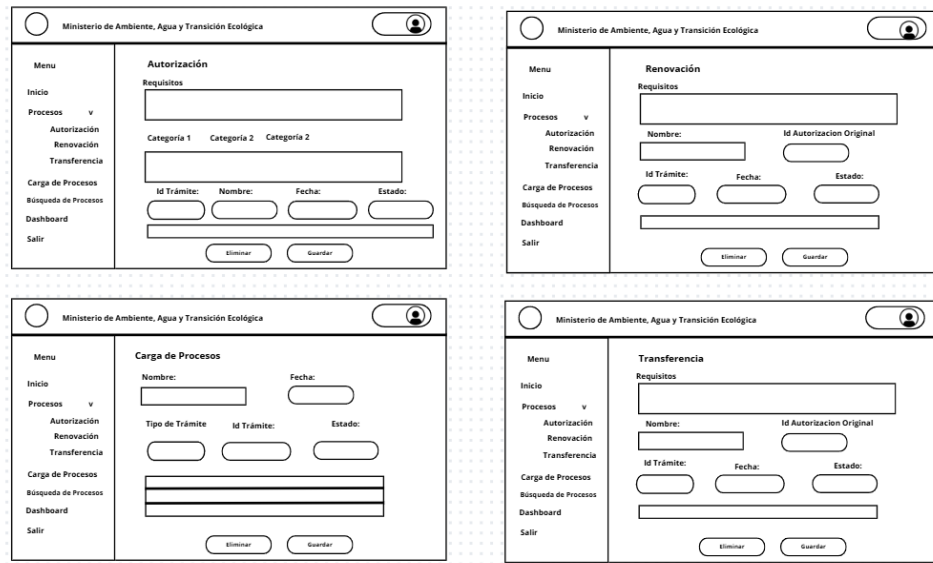 Ministerio de Ambiente, Agua y Transición Ecológica
Menu
Inicio
Procesos v
Autorización
Renovación
Transferencia
Carga de Procesos
Búsqueda de Procesos
Dashboard
Salir
Autorización
Requisitos
Categoría 1 Categoría 2 Categoría 2
Id Trámite: Nombre: Fecha: Estado:
Eliminar Guardar
Ministerio de Ambiente, Agua y Transición Ecológica
Menu
Inicio
Procesos v
Autorización
Renovación
Transferencia
Carga de Procesos
Búsqueda de Procesos
Dashboard
Salir
Renovación
Requisitos
Nombre: Id Autorizacion Original
Id Trámite: Fecha: Estado:
Eliminar Guardar
Ministerio de Ambiente, Agua y Transición Ecológica
Menu
Inicio
Procesos v
Autorización
Renovación
Transferencia
Carga de Procesos
Búsqueda de Procesos
Dashboard
Salir
Carga de Procesos
Nombre: Fecha:
Tipo de Trámite Id Trámite: Estado:
Eliminar Guardar
Ministerio de Ambiente, Agua y Transición Ecológica
Menu
Inicio
Procesos v
Autorización
Renovación
Transferencia
Carga de Procesos
Búsqueda de Procesos
Dashboard
Salir
Transferencia
Requisitos
Nombre: Id Autorizacion Original
Id Trámite: Fecha: Estado:
Eliminar Guardar